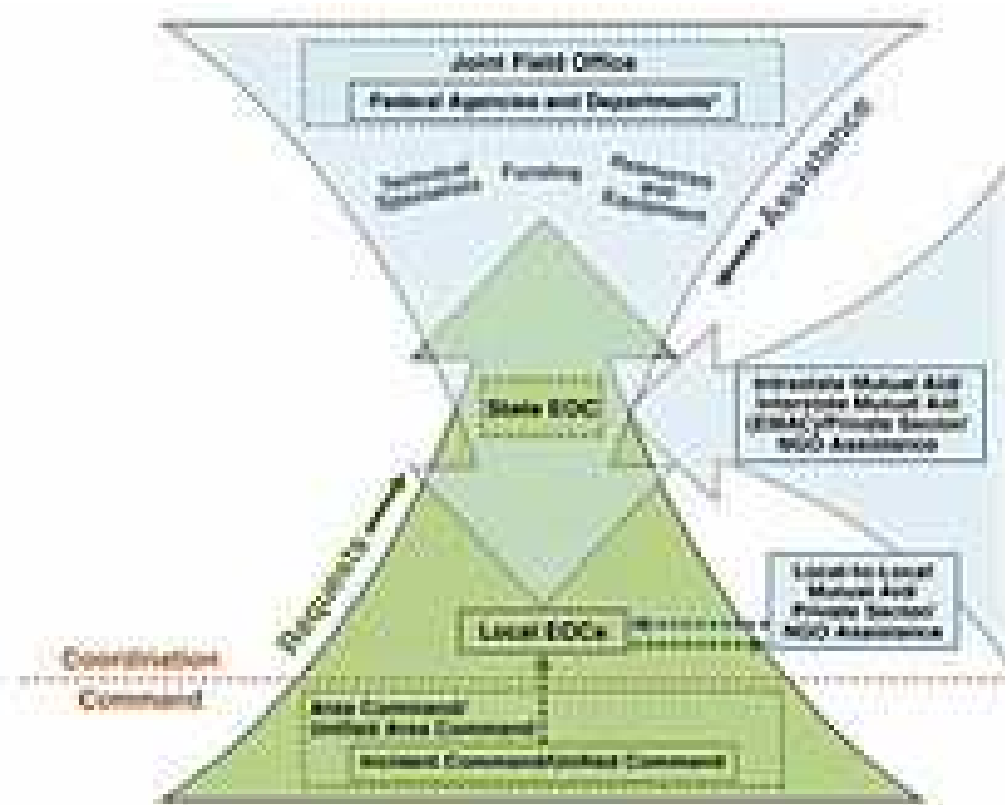 Joint Field Office
Federal Agencies and Departments*
Technical
Specialists
Funding
Resources
and
Equipment
Assistance
State EOC
Intrastate Mutual Aid
Interstate Mutual Aid
(EMAC)/Private Sector/
NGO Assistance
Requests
Local-to-Local
Mutual Aid
Private Sector/
NGO Assistance
Local EOCs
Coordination
Command
Area Command/
Unified Area Command
Incident Command/Unified Command